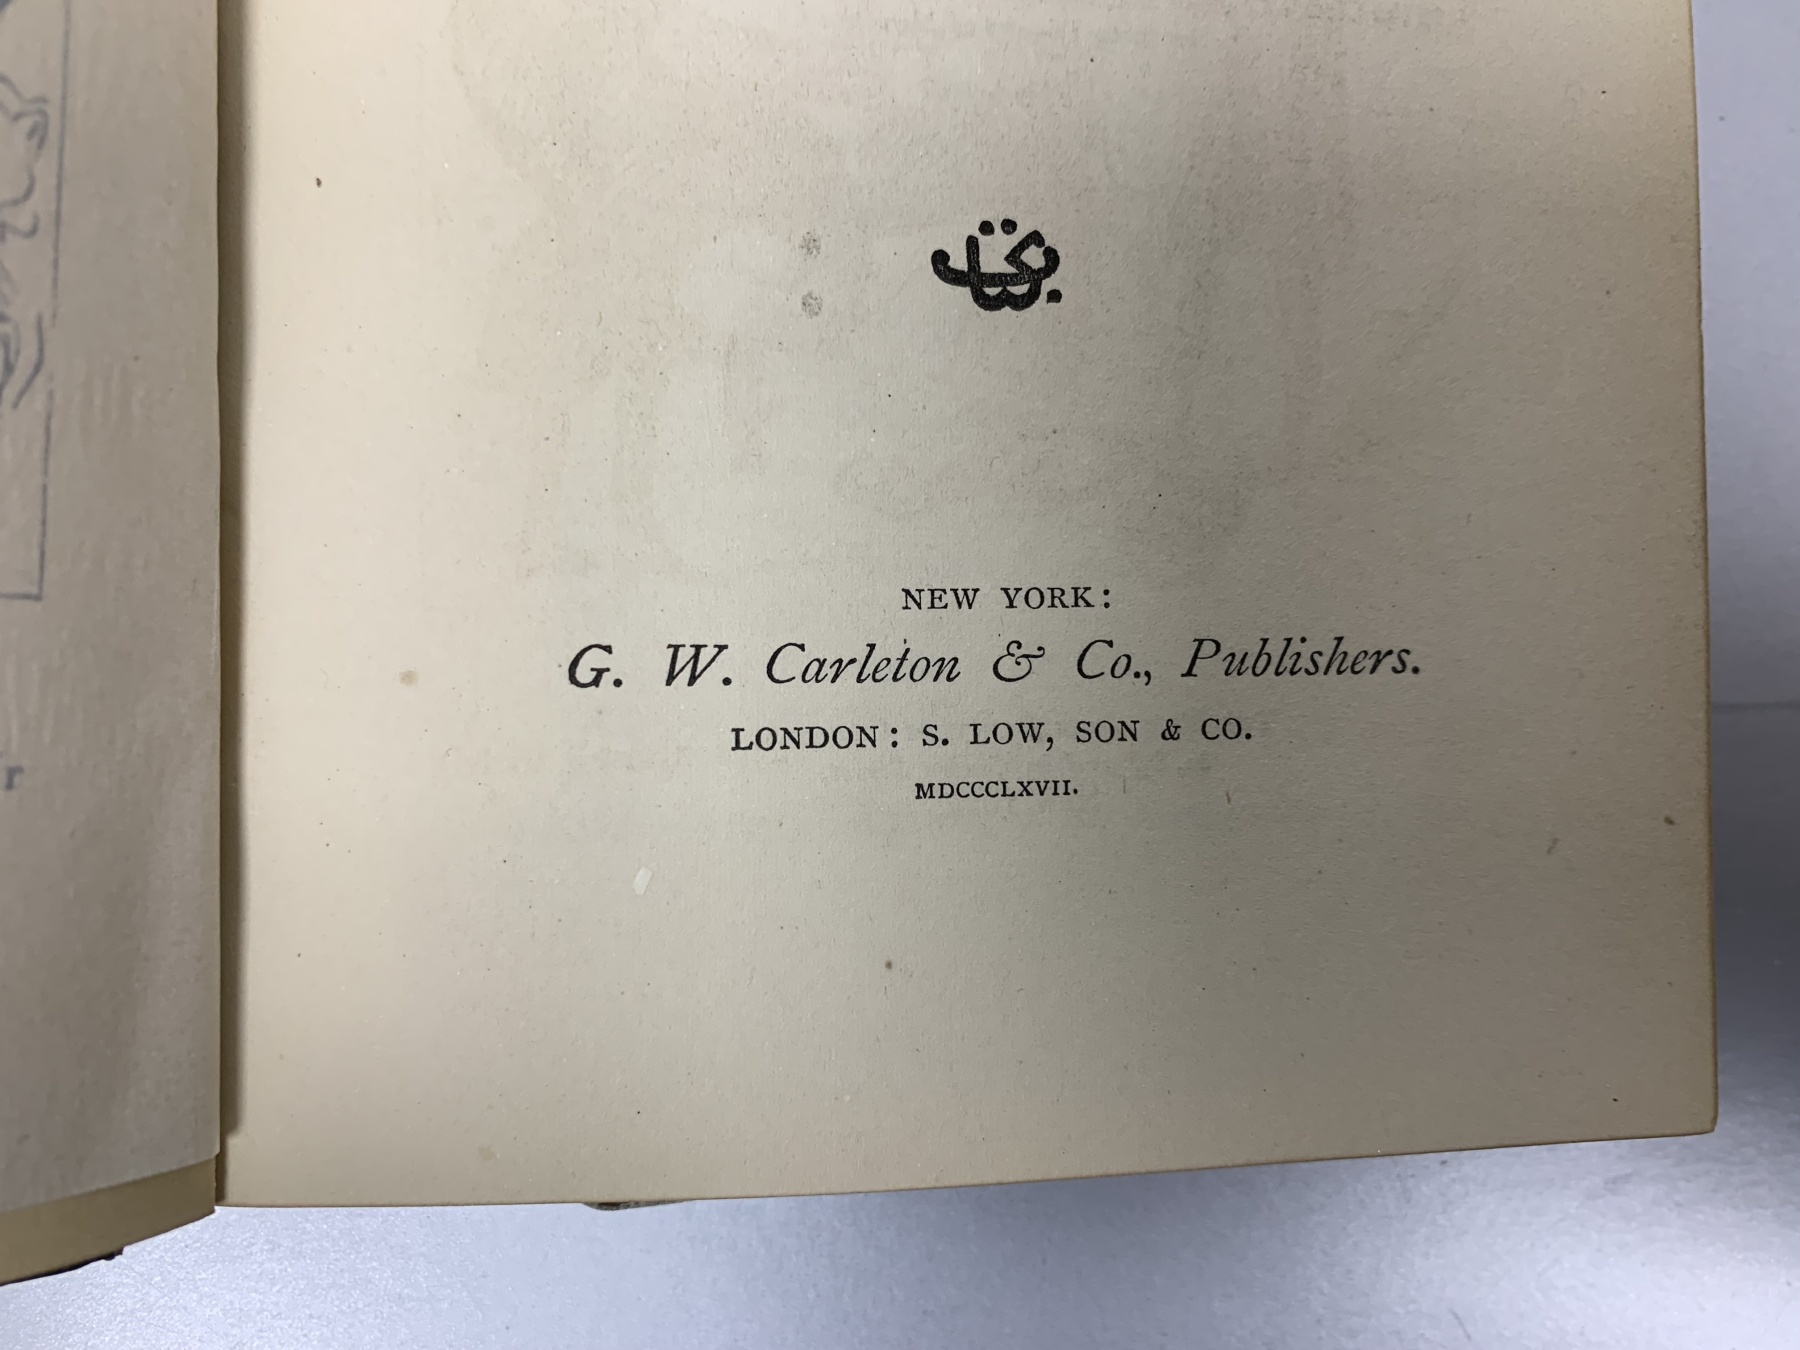 NEW YORK:
G. W. Carleton & Co., Publishers.
LONDON: S. LOW, SON & CO.
MDCCCLXVII.